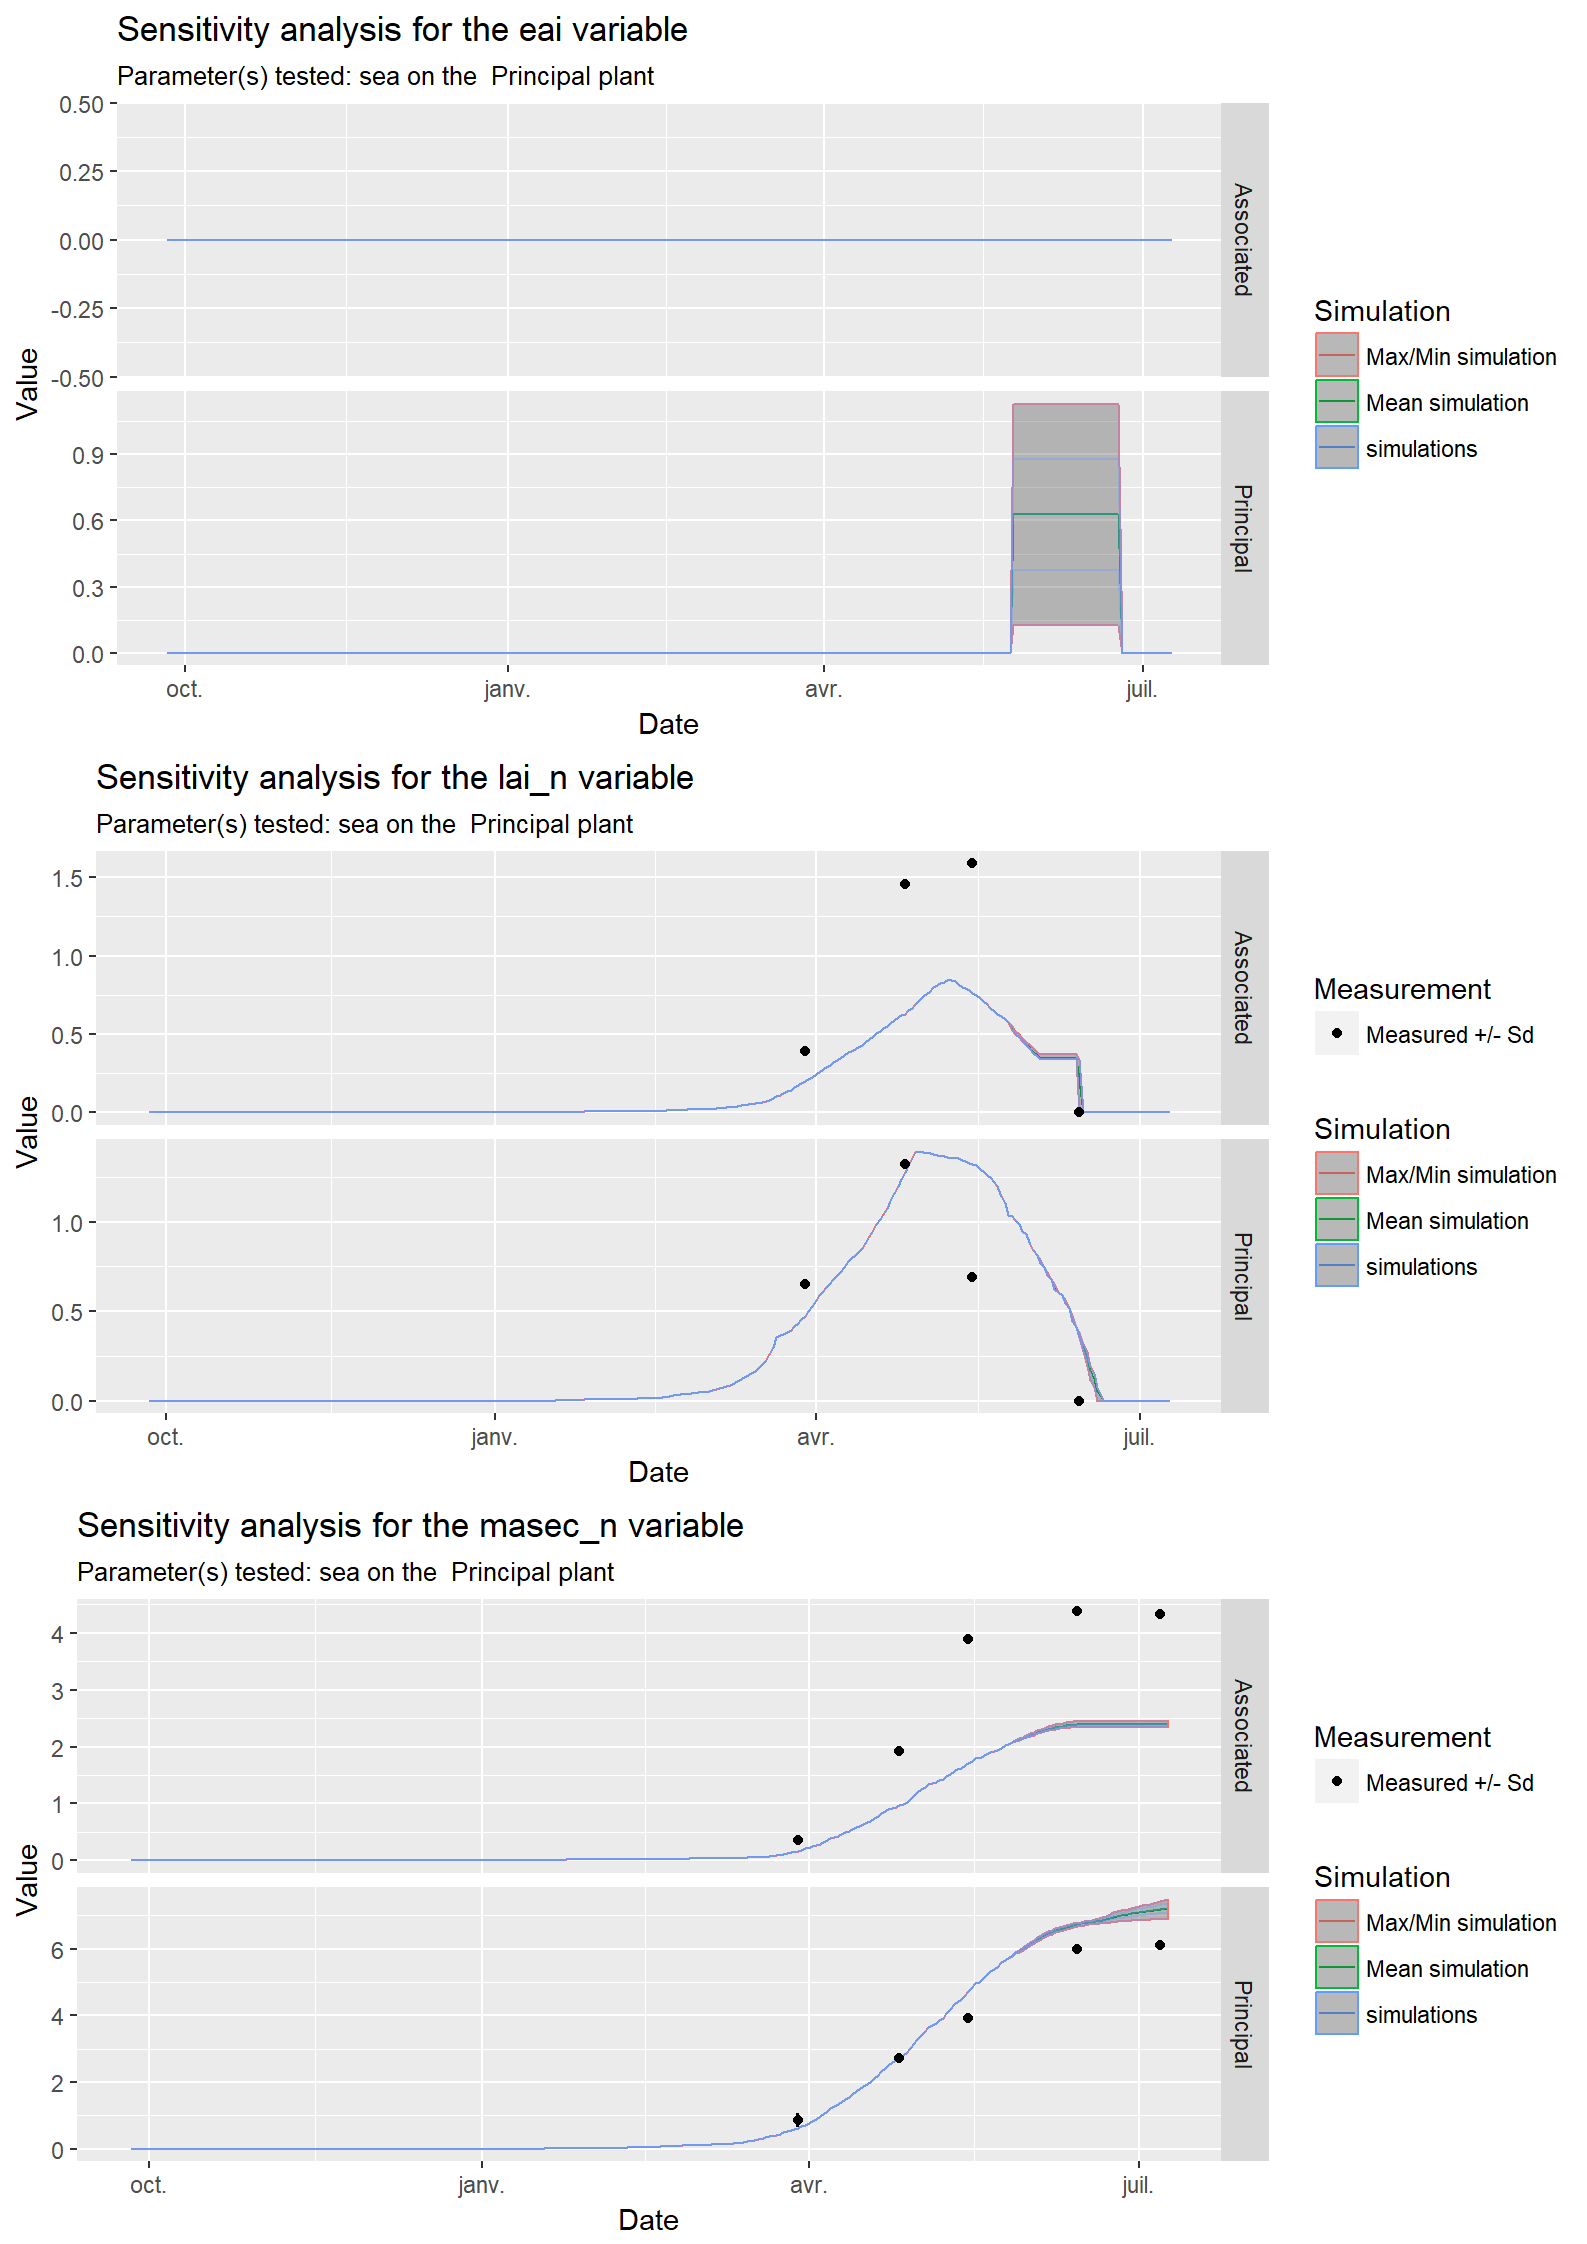 Sensitivity analysis for the eai variable
Parameter(s) tested: sea on the  Principal plant
0.50
0.25
0.00
-0.25
-0.50
Associated
0.9
0.6
0.3
0.0
Principal
Value
oct.
janv.
avr.
juil.
Date
Simulation
Max/Min simulation
Mean simulation
simulations
Sensitivity analysis for the lai_n variable
Parameter(s) tested: sea on the  Principal plant
1.5
1.0
0.5
0.0
Associated
1.0
0.5
0.0
Principal
Value
oct.
janv.
avr.
juil.
Date
Measurement
Measured +/- Sd
Simulation
Max/Min simulation
Mean simulation
simulations
Sensitivity analysis for the masec_n variable
Parameter(s) tested: sea on the  Principal plant
4
3
2
1
0
Associated
6
4
2
0
Principal
Value
oct.
janv.
avr.
juil.
Date
Measurement
Measured +/- Sd
Simulation
Max/Min simulation
Mean simulation
simulations